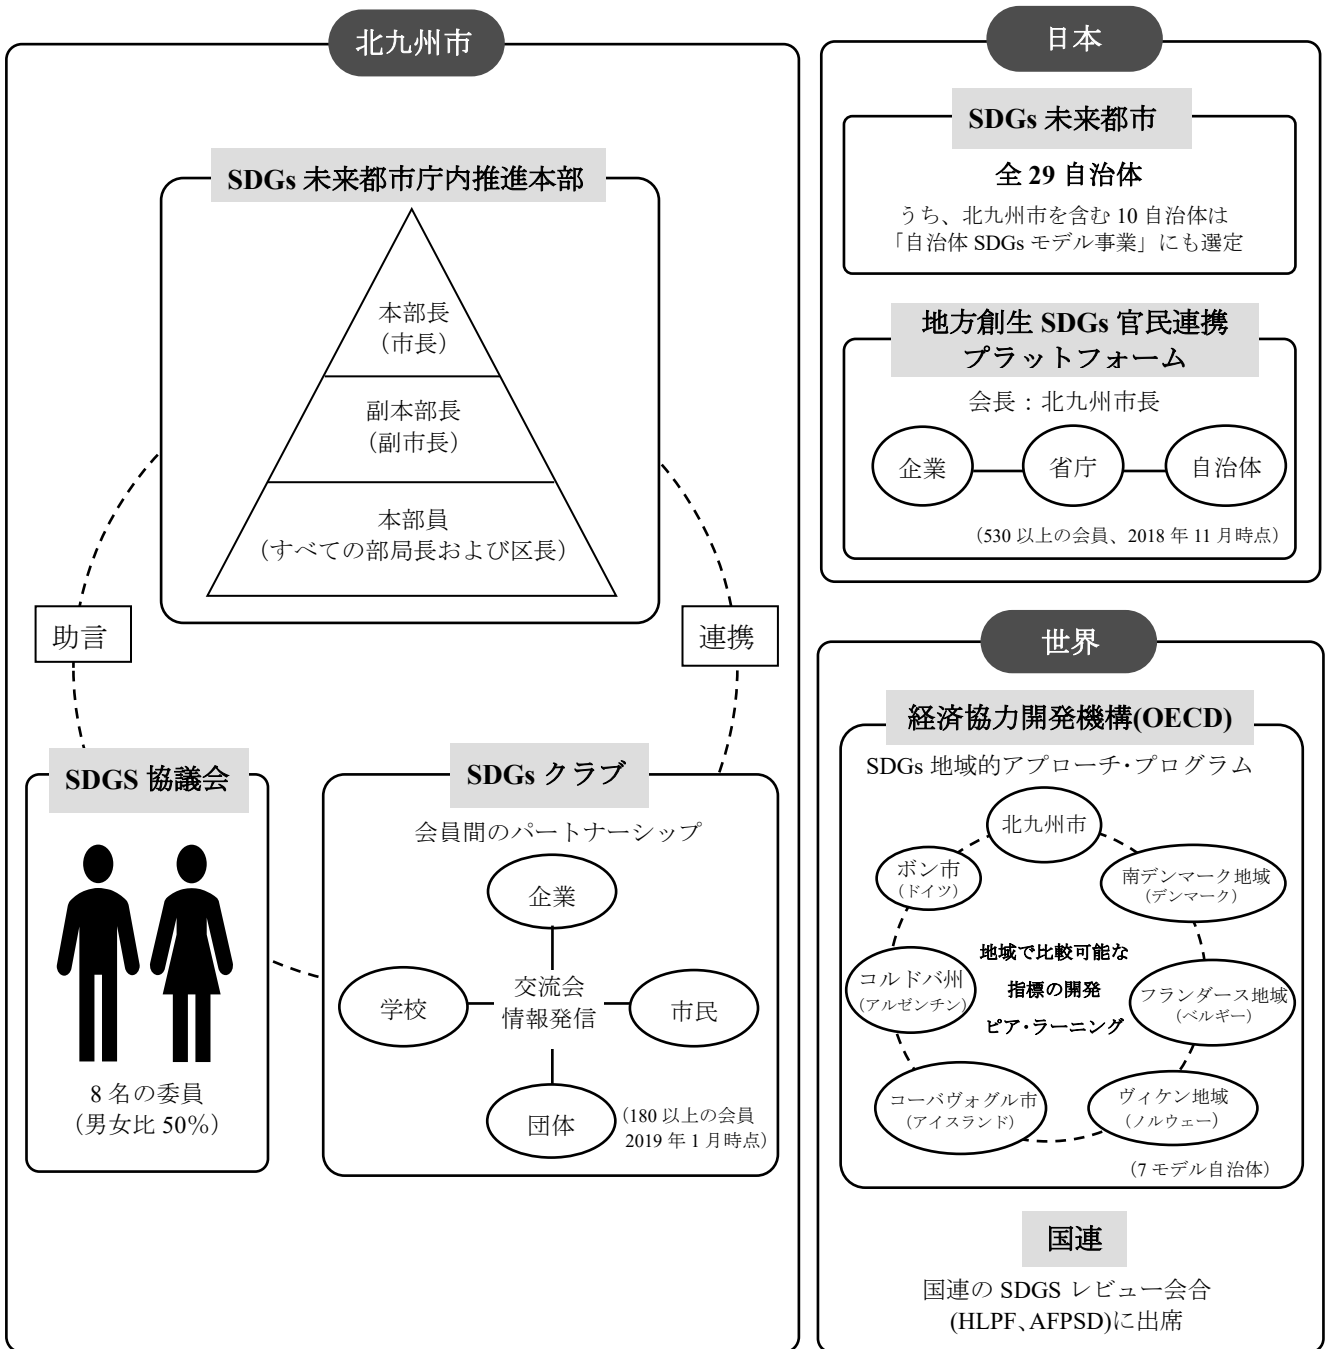 北九州市
SDGs 未来都市庁内推進本部
本部長
（市長）
副本部長
（副市長）
本部員
（すべての部局長および区長）
助言
連携
SDGS 協議会
8 名の委員
（男女比 50%）
SDGs クラブ
会員間のパートナーシップ
企業
学校
交流会
情報発信
市民
団体
（180 以上の会員
2019 年 1 月時点）
日本
SDGs 未来都市
全 29 自治体
うち、北九州市を含む 10 自治体は
「自治体 SDGs モデル事業」にも選定
地方創生 SDGs 官民連携
プラットフォーム
会長：北九州市長
企業
省庁
自治体
（530 以上の会員、2018 年 11 月時点）
世界
経済協力開発機構(OECD)
SDGs 地域的アプローチ・プログラム
北九州市
ボン市
（ドイツ）
南デンマーク地域
（デンマーク）
コルドバ州
（アルゼンチン）
地域で比較可能な
指標の開発
ピア・ラーニング
フランダース地域
（ベルギー）
コーパヴォグル市
（アイスランド）
ヴィケン地域
（ノルウェー）
（7 モデル自治体）
国連
国連の SDGS レビュー会合
(HLPF、AFPSD)に出席